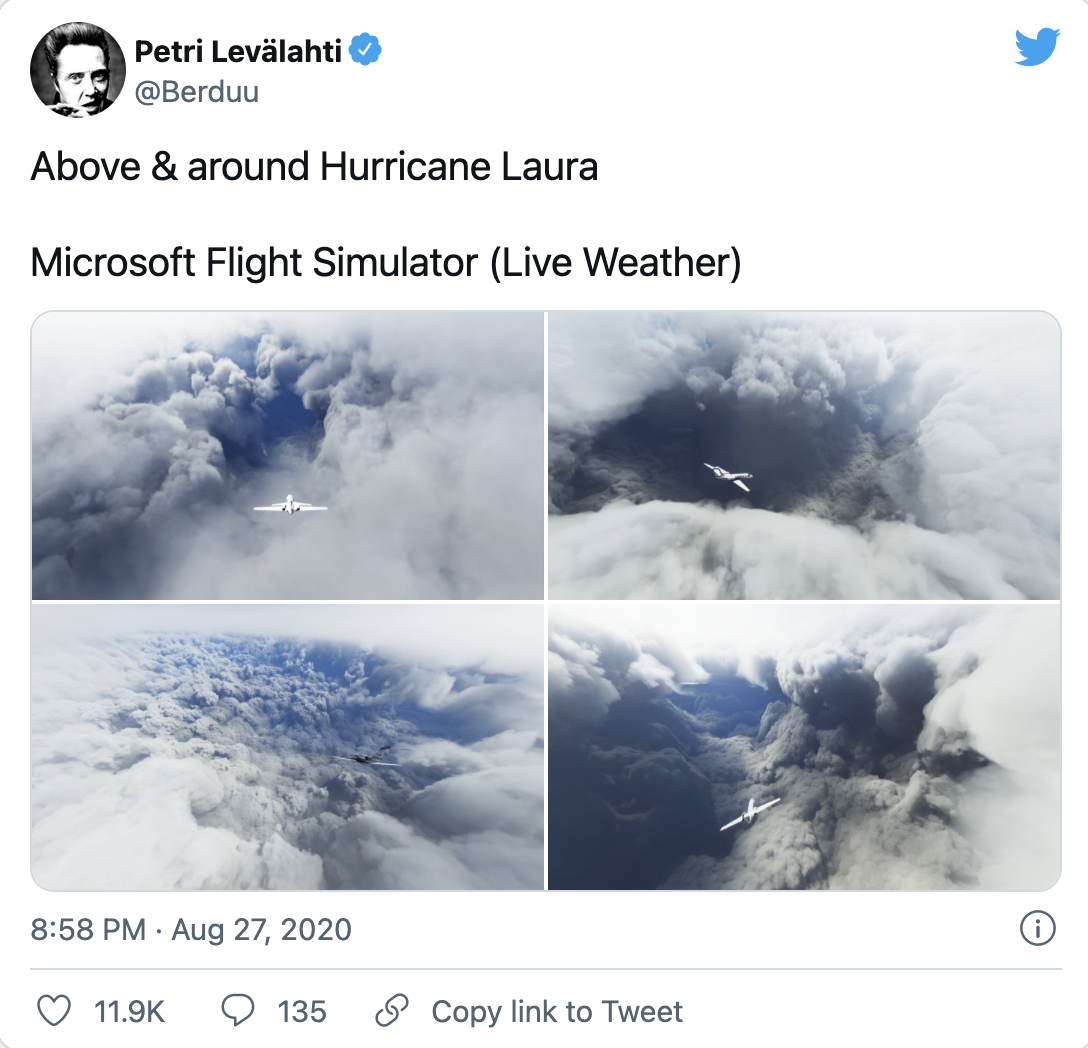 Petri Levälahti
@Berduu
Above & around Hurricane Laura
Microsoft Flight Simulator (Live Weather)
8:58 PM · Aug 27, 2020
11.9K 135 Copy link to Tweet